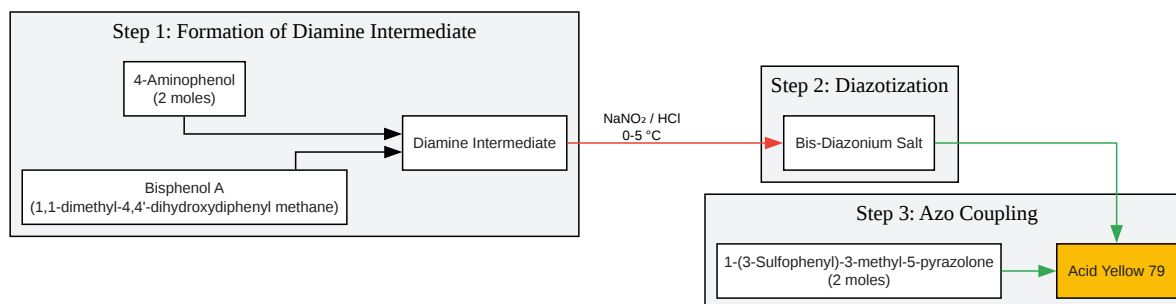 Step 1: Formation of Diamine Intermediate
4-Aminophenol
(2 moles)
Bisphenol A
(1,1-dimethyl-4,4'-dihydroxydiphenyl methane)
Diamine Intermediate
NaNO₂ / HCl
0-5 °C
Step 2: Diazotization
Bis-Diazonium Salt
Step 3: Azo Coupling
1-(3-Sulfophenyl)-3-methyl-5-pyrazolone
(2 moles)
Acid Yellow 79